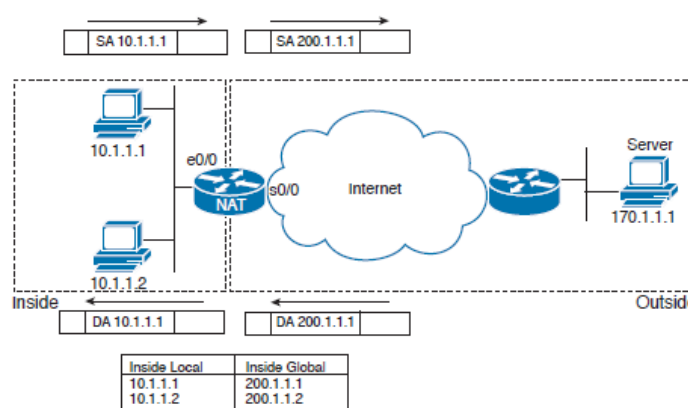 SA 10.1.1.1
SA 200.1.1.1
10.1.1.1
e0/0
NAT
s0/0
Internet
Server
170.1.1.1
10.1.1.2
Inside
Outside
DA 10.1.1.1
DA 200.1.1.1
Inside Local Inside Global
10.1.1.1 200.1.1.1
10.1.1.2 200.1.1.2